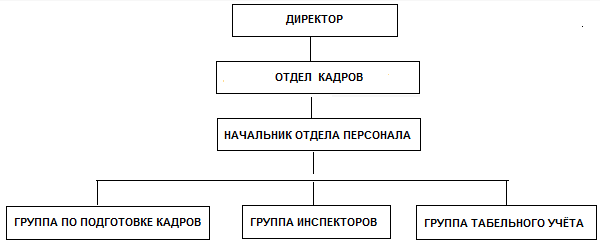 ДИРЕКТОР
ОТДЕЛ КАДРОВ
НАЧАЛЬНИК ОТДЕЛА ПЕРСОНАЛА
ГРУППА ПО ПОДГОТОВКЕ КАДРОВ
ГРУППА ИНСПЕКТОРОВ
ГРУППА ТАБЕЛЬНОГО УЧЁТА